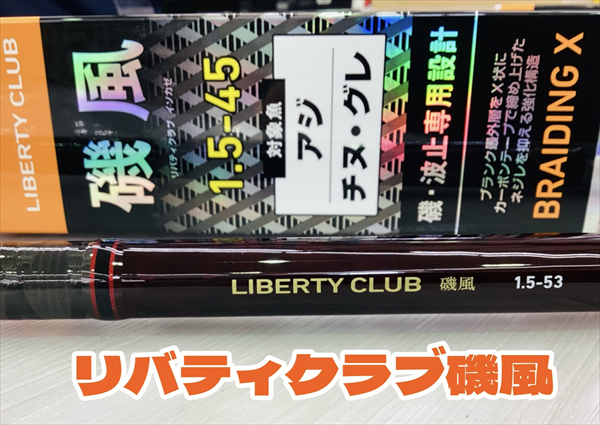 LIBERTY CLUB
磯風
リバティクラブ イソカゼ
1.5-45
対象魚
アジ
チヌ・グレ
磯・波止専用設計
ブランク最外層をX状に
カーボンテープで締め上げた
ネジレを抑える強化構造
BRAIDING X
LIBERTY CLUB 磯風 1.5-53
リバティクラブ磯風